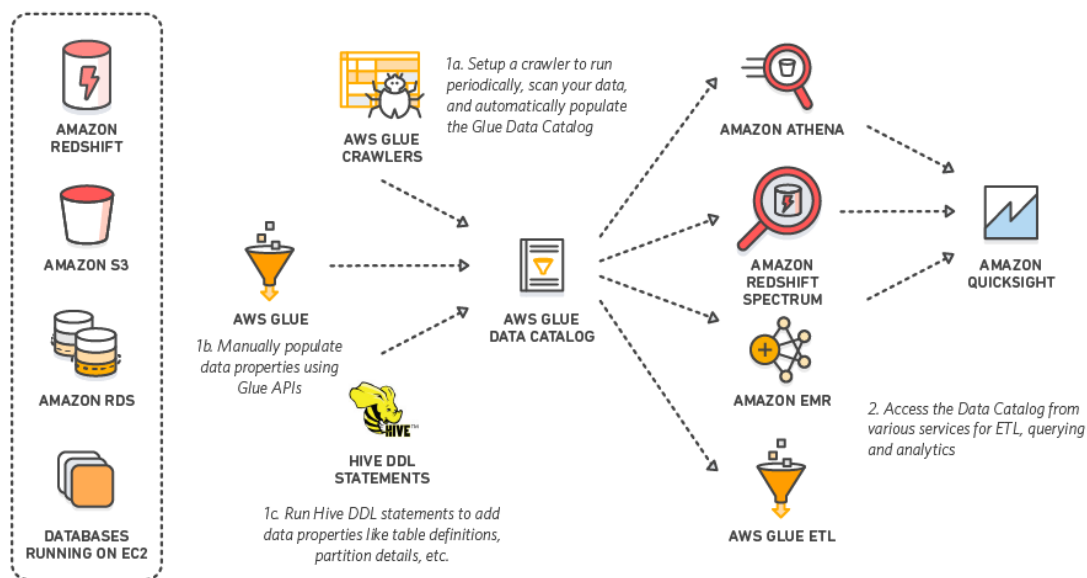 AMAZON
REDSHIFT
AMAZON S3
AMAZON RDS
DATABASES
RUNNING ON EC2
AWS GLUE
CRAWLERS
1a. Setup a crawler to run
periodically, scan your data,
and automatically populate
the Glue Data Catalog
AWS GLUE
1b. Manually populate
data properties using
Glue APIs
HIVE™
HIVE DDL
STATEMENTS
1c. Run Hive DDL statements to add
data properties like table definitions,
partition details, etc.
AWS GLUE
DATA CATALOG
AMAZON ATHENA
AMAZON
REDSHIFT
SPECTRUM
AMAZON EMR
AWS GLUE ETL
AMAZON
QUICKSIGHT
2. Access the Data Catalog from
various services for ETL, querying
and analytics